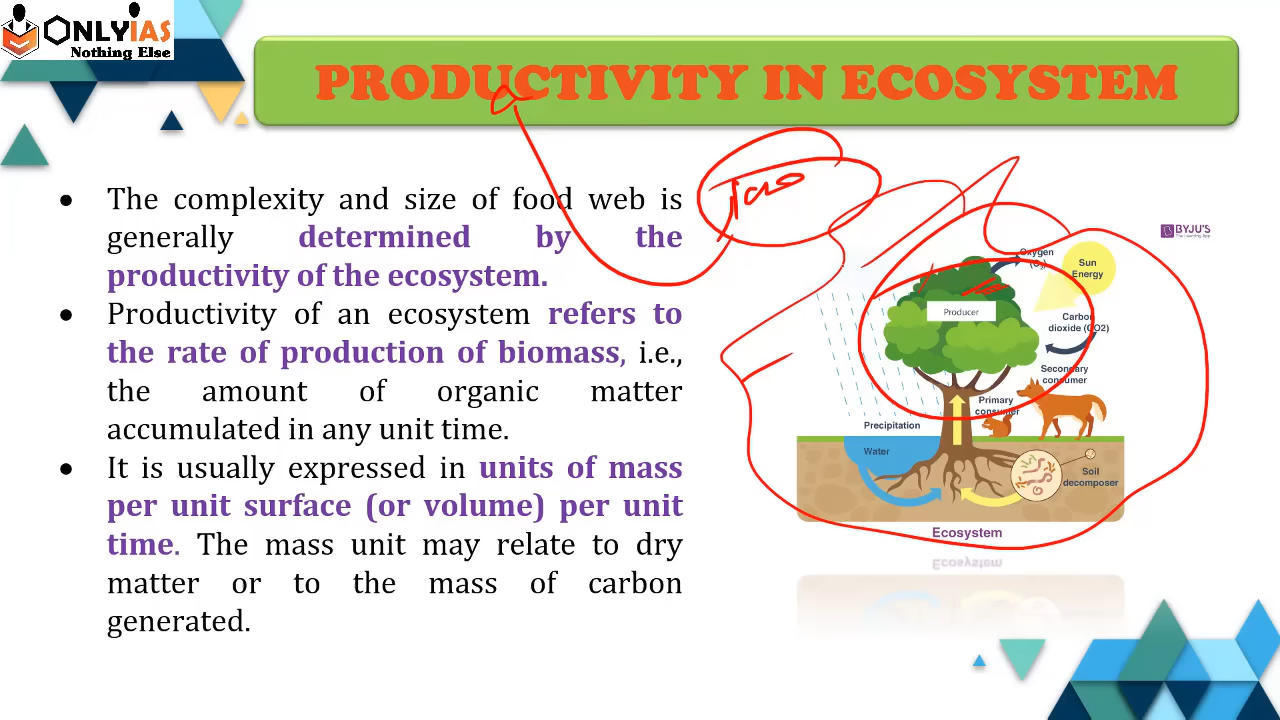 ONLYIAS
Nothing Else
PRODUCTIVITY IN ECOSYSTEM
• The complexity and size of food web is
generally determined by the
productivity of the ecosystem.
• Productivity of an ecosystem refers to
the rate of production of biomass, i.e.,
the amount of organic matter
accumulated in any unit time.
• It is usually expressed in units of mass
per unit surface (or volume) per unit
time. The mass unit may relate to dry
matter or to the mass of carbon
generated.
BYJU'S
The Learning App
Oxygen
(O2)
Sun
Energy
Producer
Carbon
dioxide (CO2)
Secondary
consumer
Primary
consumer
Precipitation
Water
Soil
decomposer
Ecosystem